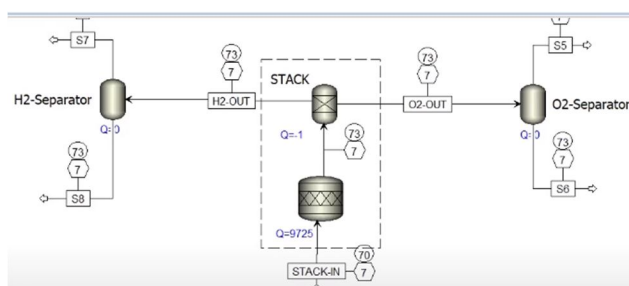 S7
S5
73
7
73
7
STACK
H2-Separator
H2-OUT
O2-OUT
O2-Separator
Q=0
Q=-1
73
7
Q=0
73
7
73
7
S8
S6
Q=9725
70
STACK-IN
7